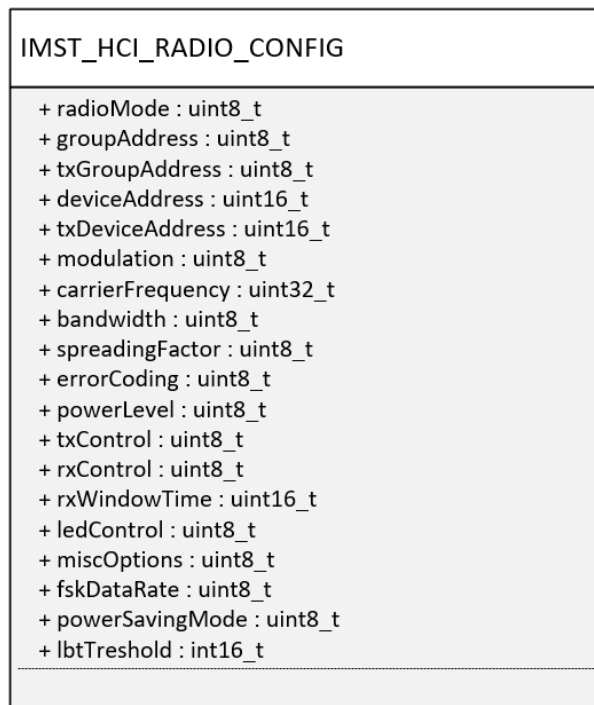 IMST_HCI_RADIO_CONFIG
+ radioMode : uint8_t
+ groupAddress : uint8_t
+ txGroupAddress : uint8_t
+ deviceAddress : uint16_t
+ txDeviceAddress : uint16_t
+ modulation : uint8_t
+ carrierFrequency : uint32_t
+ bandwidth : uint8_t
+ spreadingFactor : uint8_t
+ errorCoding : uint8_t
+ powerLevel : uint8_t
+ txControl : uint8_t
+ rxControl : uint8_t
+ rxWindowTime : uint16_t
+ ledControl : uint8_t
+ miscOptions : uint8_t
+ fskDataRate : uint8_t
+ powerSavingMode : uint8_t
+ lbtTreshold : int16_t